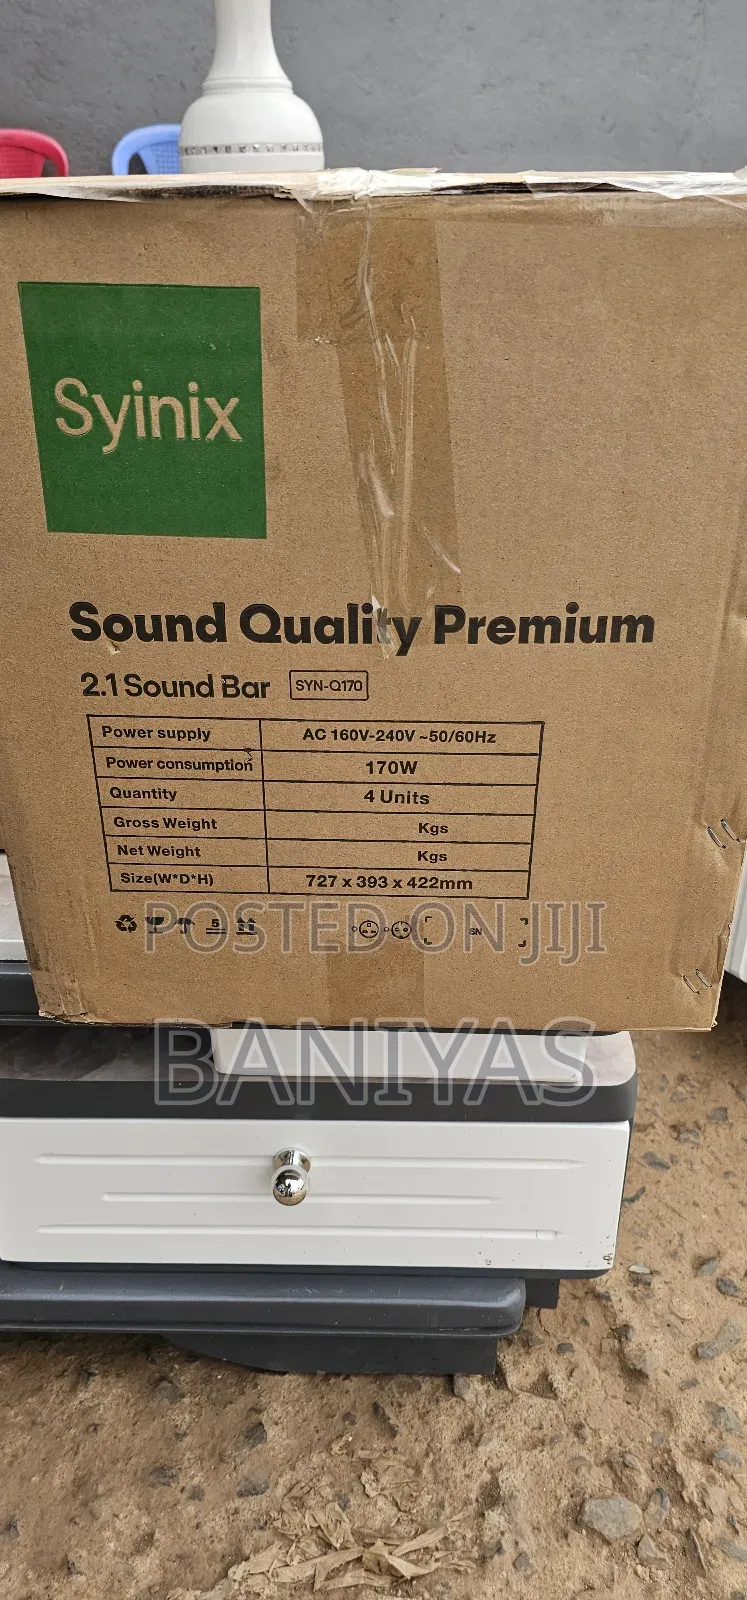 Syinix
Sound Quality Premium
2.1 Sound Bar SYN-Q170
Power supply AC 160V-240V ~50/60Hz
Power consumption 170W
Quantity 4 Units
Gross Weight Kgs
Net Weight Kgs
Size(W*D*H) 727 x 393 x 422mm
5 SN
POSTED ON JIJI
BANIYAS